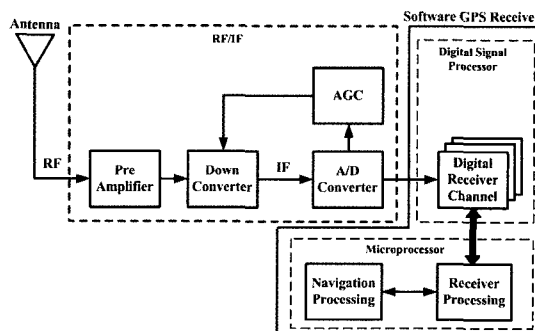 Software GPS Receive
Antenna
RF/IF
Digital Signal
Processor
AGC
RF
Pre
Amplifier
Down
Converter
IF
A/D
Converter
Digital
Receiver
Channel
Microprocessor
Navigation
Processing
Receiver
Processing